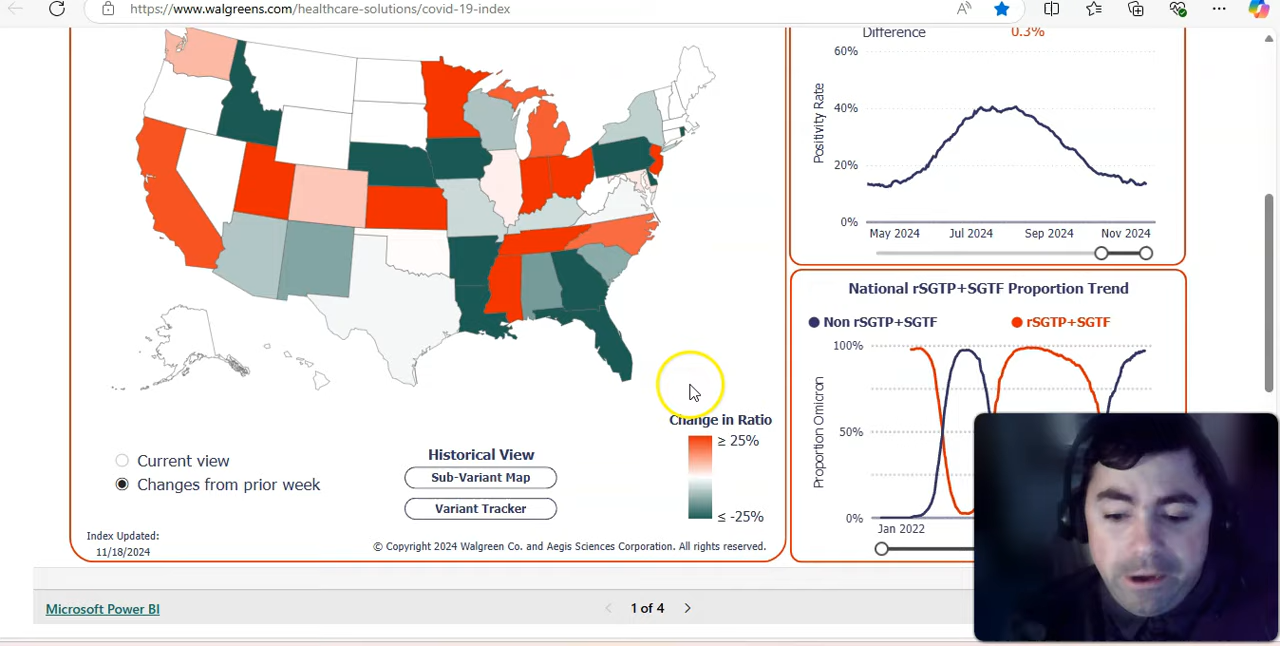 https://www.walgreens.com/healthcare-solutions/covid-19-index
Difference 0.3%
60%
40%
20%
0%
Positivity Rate
May 2024 Jul 2024 Sep 2024 Nov 2024
National rSGTP+SGTF Proportion Trend
Non rSGTP+SGTF rSGTP+SGTF
100%
50%
0%
Proportion Omicron
Jan 2022
Change in Ratio
≥ 25%
≤ -25%
Current view
Changes from prior week
Historical View
Sub-Variant Map
Variant Tracker
Index Updated:
11/18/2024
© Copyright 2024 Walgreen Co. and Aegis Sciences Corporation. All rights reserved.
Microsoft Power BI
1 of 4